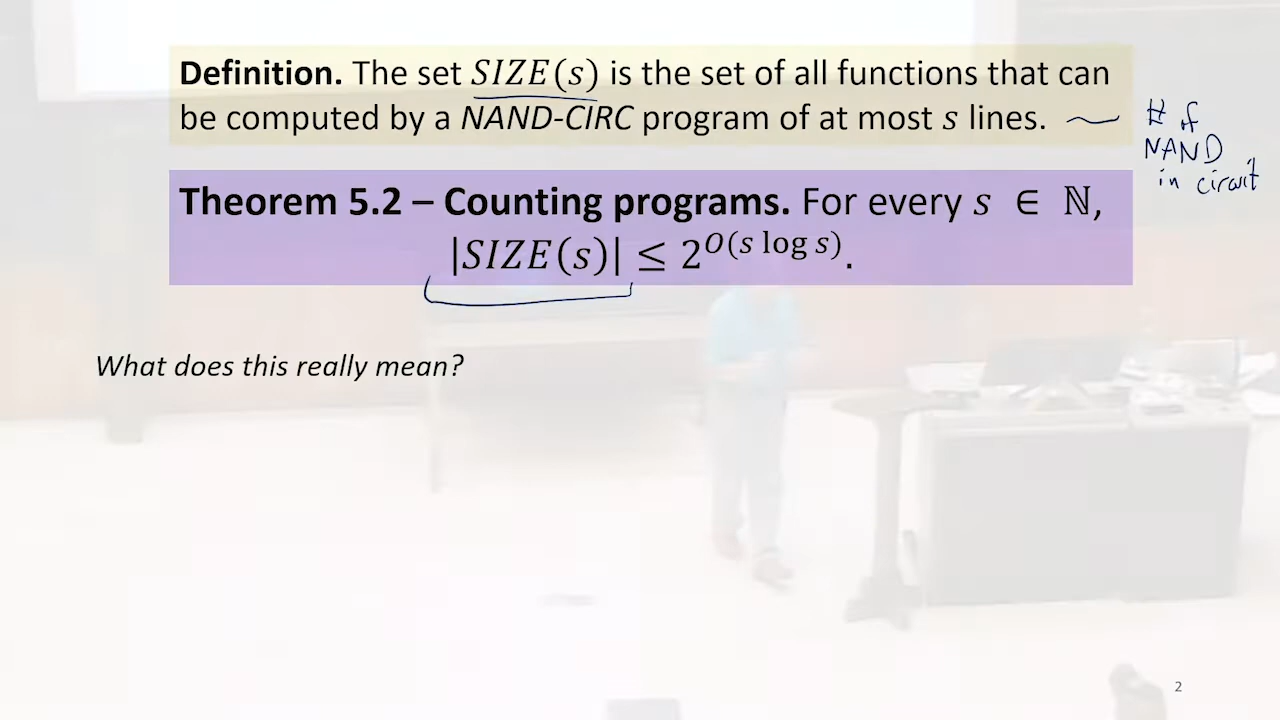 Definition. The set SIZE(s) is the set of all functions that can
be computed by a NAND-CIRC program of at most s lines.
# of
NAND
in circuit
Theorem 5.2 – Counting programs. For every s ∈ ℕ,
|SIZE(s)| ≤ 2^{O(s log s)}.
What does this really mean?
2